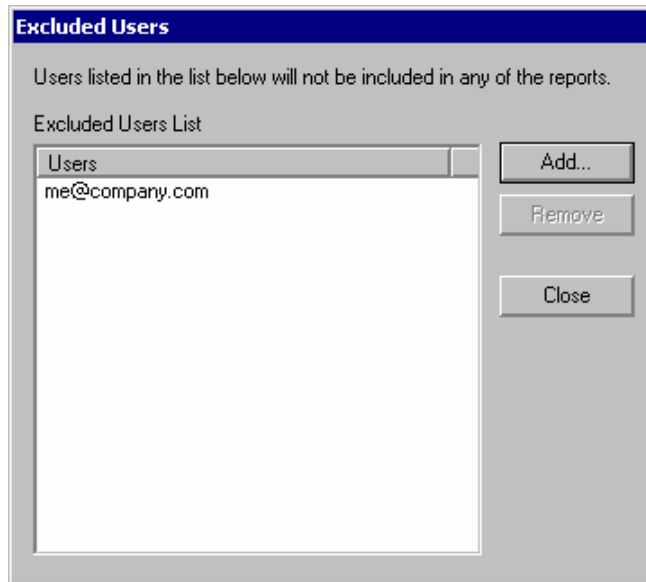 Excluded Users
Users listed in the list below will not be included in any of the reports.
Excluded Users List
Users
me@company.com
Add...
Remove
Close